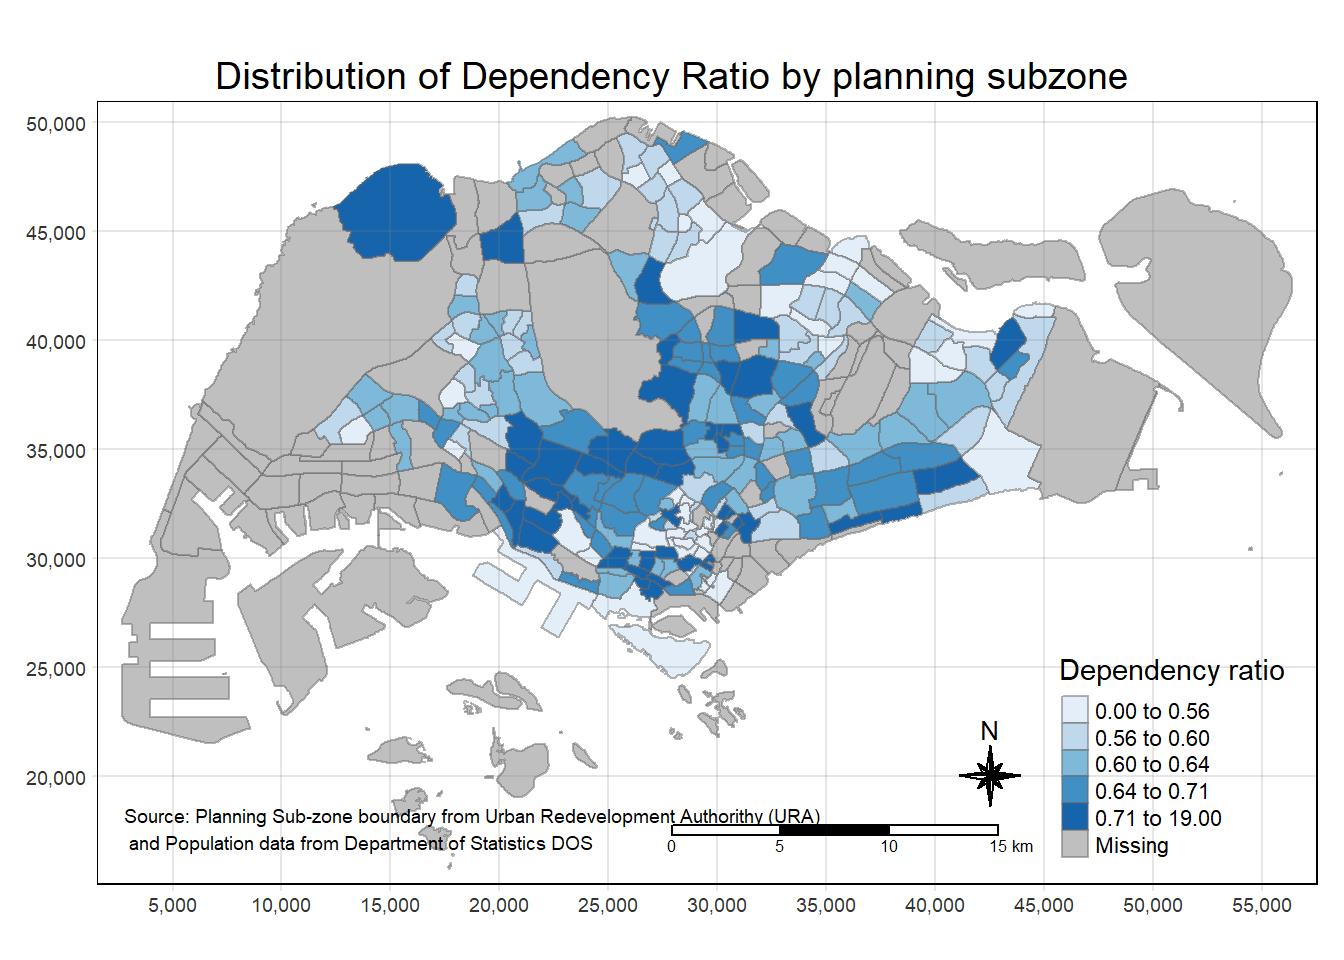 Distribution of Dependency Ratio by planning subzone
50,000
45,000
40,000
35,000
30,000
25,000
20,000
Dependency ratio
0.00 to 0.56
0.56 to 0.60
0.60 to 0.64
0.64 to 0.71
0.71 to 19.00
Missing
N
Source: Planning Sub-zone boundary from Urban Redevelopment Authorithy (URA)
and Population data from Department of Statistics DOS
0 5 10 15 km
5,000 10,000 15,000 20,000 25,000 30,000 35,000 40,000 45,000 50,000 55,000